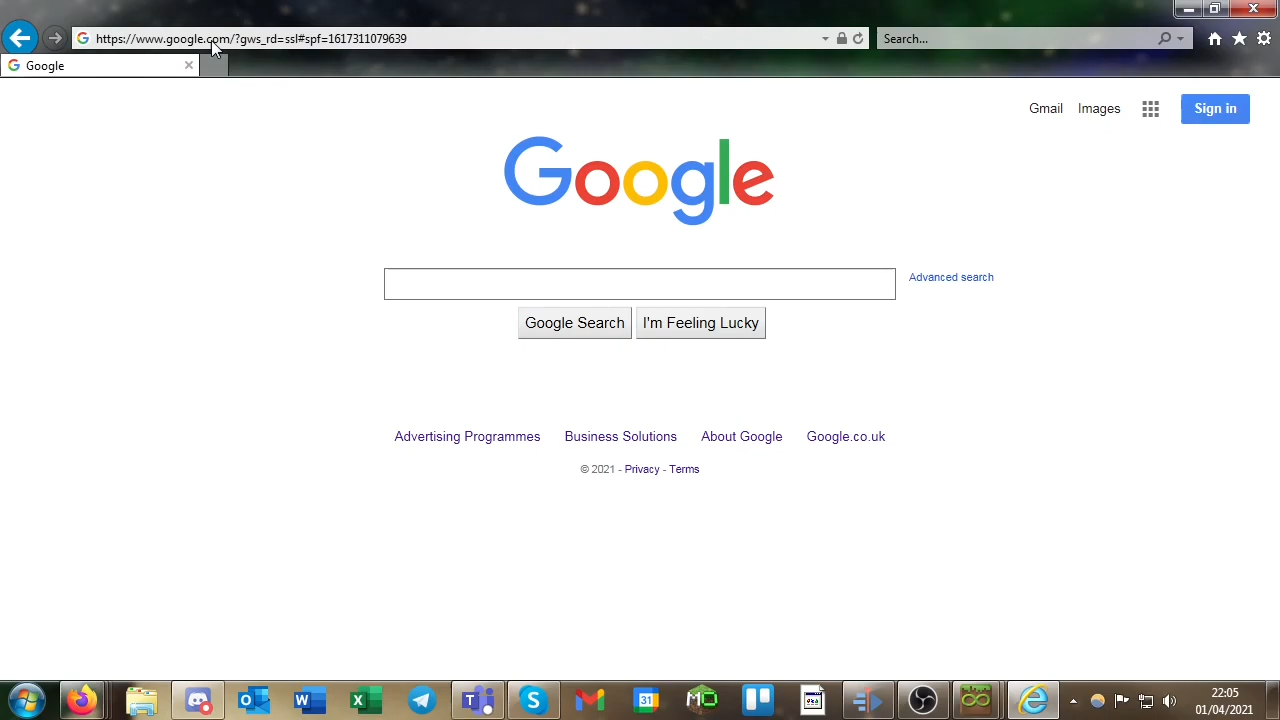 https://www.google.com/?gws_rd=ssl#spf=1617311079639
Search...
Google
Gmail
Images
Sign in
Google
Advanced search
Google Search
I'm Feeling Lucky
Advertising Programmes
Business Solutions
About Google
Google.co.uk
© 2021 - Privacy - Terms
31
22:05
01/04/2021